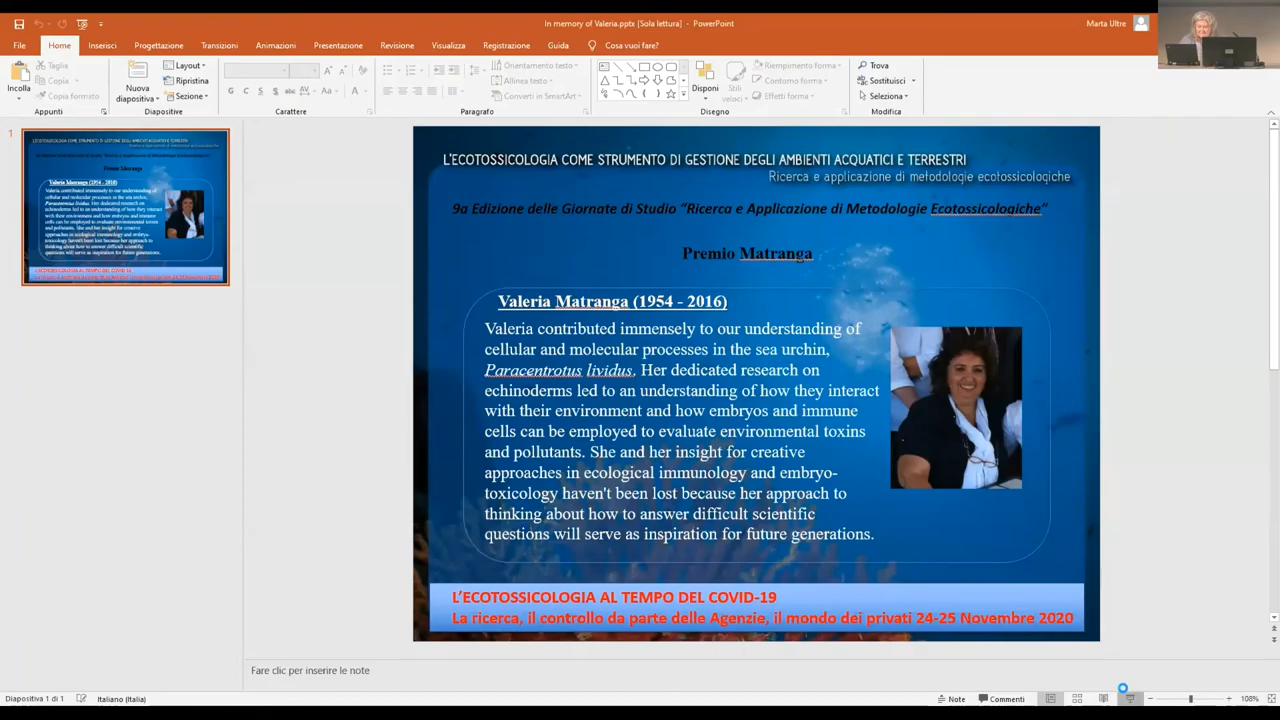 In memory of Valeria.pptx [Sola lettura] - PowerPoint
Marta Ultre
File Home Inserisci Progettazione Transizioni Animazioni Presentazione Revisione Visualizza Registrazione Guida Cosa vuoi fare?
Incolla
Taglia
Copia
Copia formato
Appunti
Nuova
diapositiva
Layout
Ripristina
Sezione
Diapositive
G C S
Carattere
Orientamento testo
Allinea testo
Converti in SmartArt
Paragrafo
Disponi
Stili
veloci
Riempimento forma
Contorno forma
Effetti forma
Disegno
Trova
Sostituisci
Seleziona
Modifica
1
L'ECOTOSSICOLOGIA COME STRUMENTO DI GESTIONE DEGLI AMBIENTI ACQUATICI E TERRESTRI
Ricerca e applicazione di metodologie ecotossicologiche
9a Edizione delle Giornate di Studio "Ricerca e Applicazione di Metodologie Ecotossicologiche"
Premio Matranga
Valeria Matranga (1954 - 2016)
Valeria contributed immensely to our understanding of
cellular and molecular processes in the sea urchin,
Paracentrotus lividus. Her dedicated research on
echinoderms led to an understanding of how they interact
with their environment and how embryos and immune
cells can be employed to evaluate environmental toxins
and pollutants. She and her insight for creative
approaches in ecological immunology and embryo-
toxicology haven't been lost because her approach to
thinking about how to answer difficult scientific
questions will serve as inspiration for future generations.
L'ECOTOSSICOLOGIA AL TEMPO DEL COVID-19
La ricerca, il controllo da parte delle Agenzie, il mondo dei privati 24-25 Novembre 2020
Fare clic per inserire le note
Diapositiva 1 di 1 Italiano (Italia) Note Commenti 108%